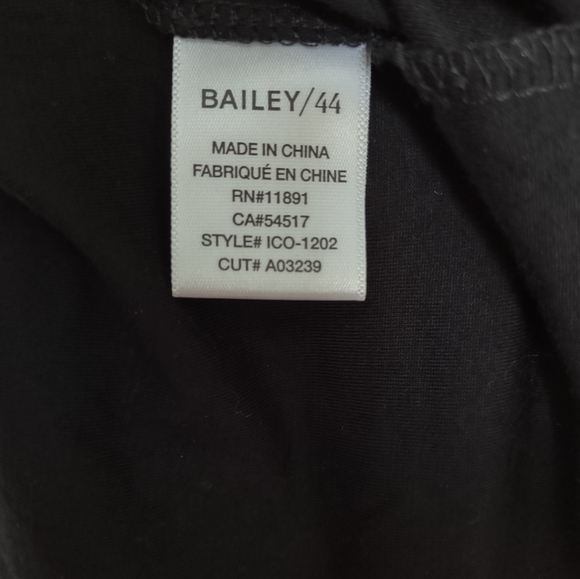 BAILEY/44
MADE IN CHINA
FABRIQUÉ EN CHINE
RN#11891
CA#54517
STYLE# ICO-1202
CUT# A03239